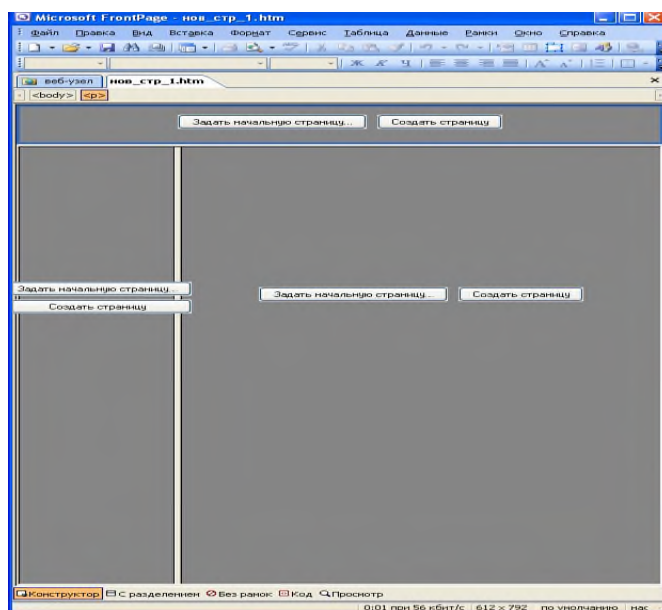 Microsoft FrontPage - нов_стр_1.htm
Файл Правка Вид Вставка Формат Сервис Таблица Данные Рамки Окно Справка
Ж К Ч
веб-узел нов_стр_1.htm
<body> <p>
Задать начальную страницу... Создать страницу
Задать начальную страницу...
Создать страницу
Задать начальную страницу... Создать страницу
Конструктор С разделением Без рамок Код Просмотр
0:01 при 56 кбит/с 612 × 792 по умолчанию нас